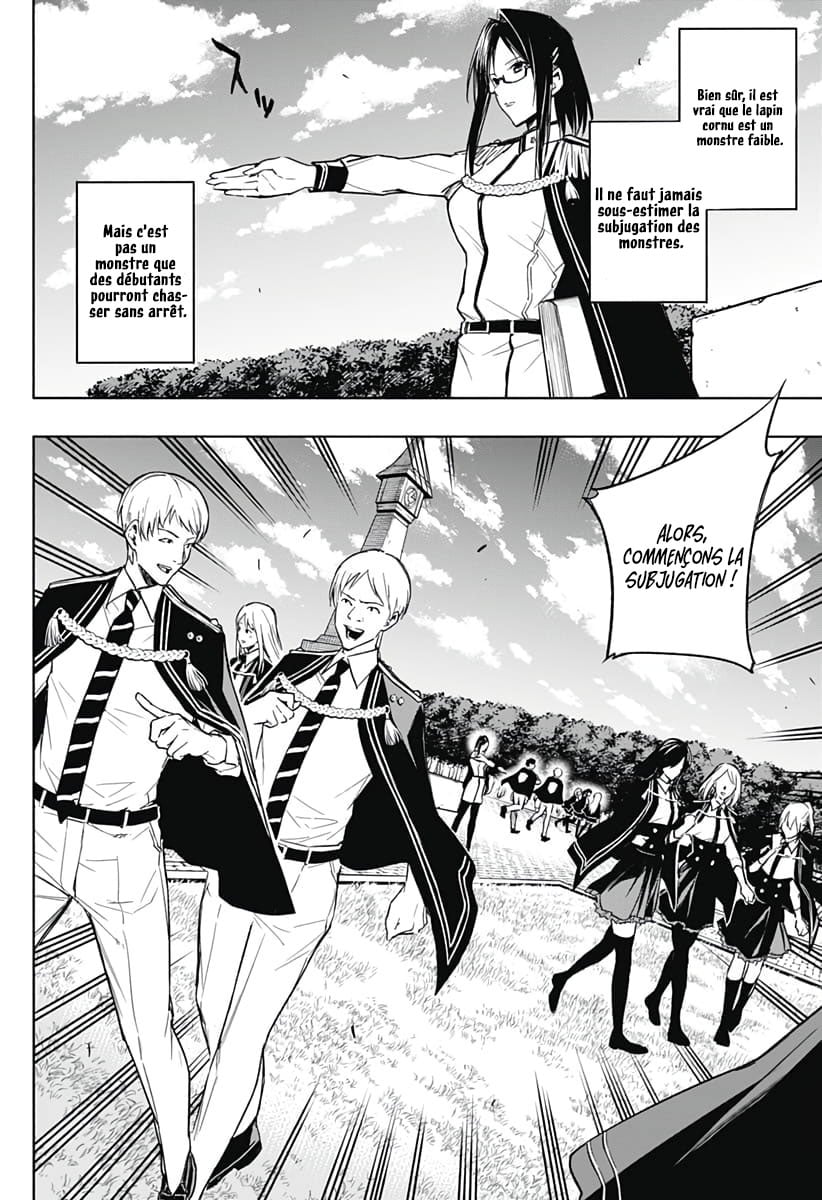 Bien sûr, il est
vrai que le lapin
cornu est un
monstre faible.
Il ne faut jamais
sous-estimer la
subjugation des
monstres.
Mais c'est
pas un
monstre que
des débutants
pourront chas-
ser sans arrêt.
スッ
ALORS,
COMMENÇONS LA
SUBJUGATION !